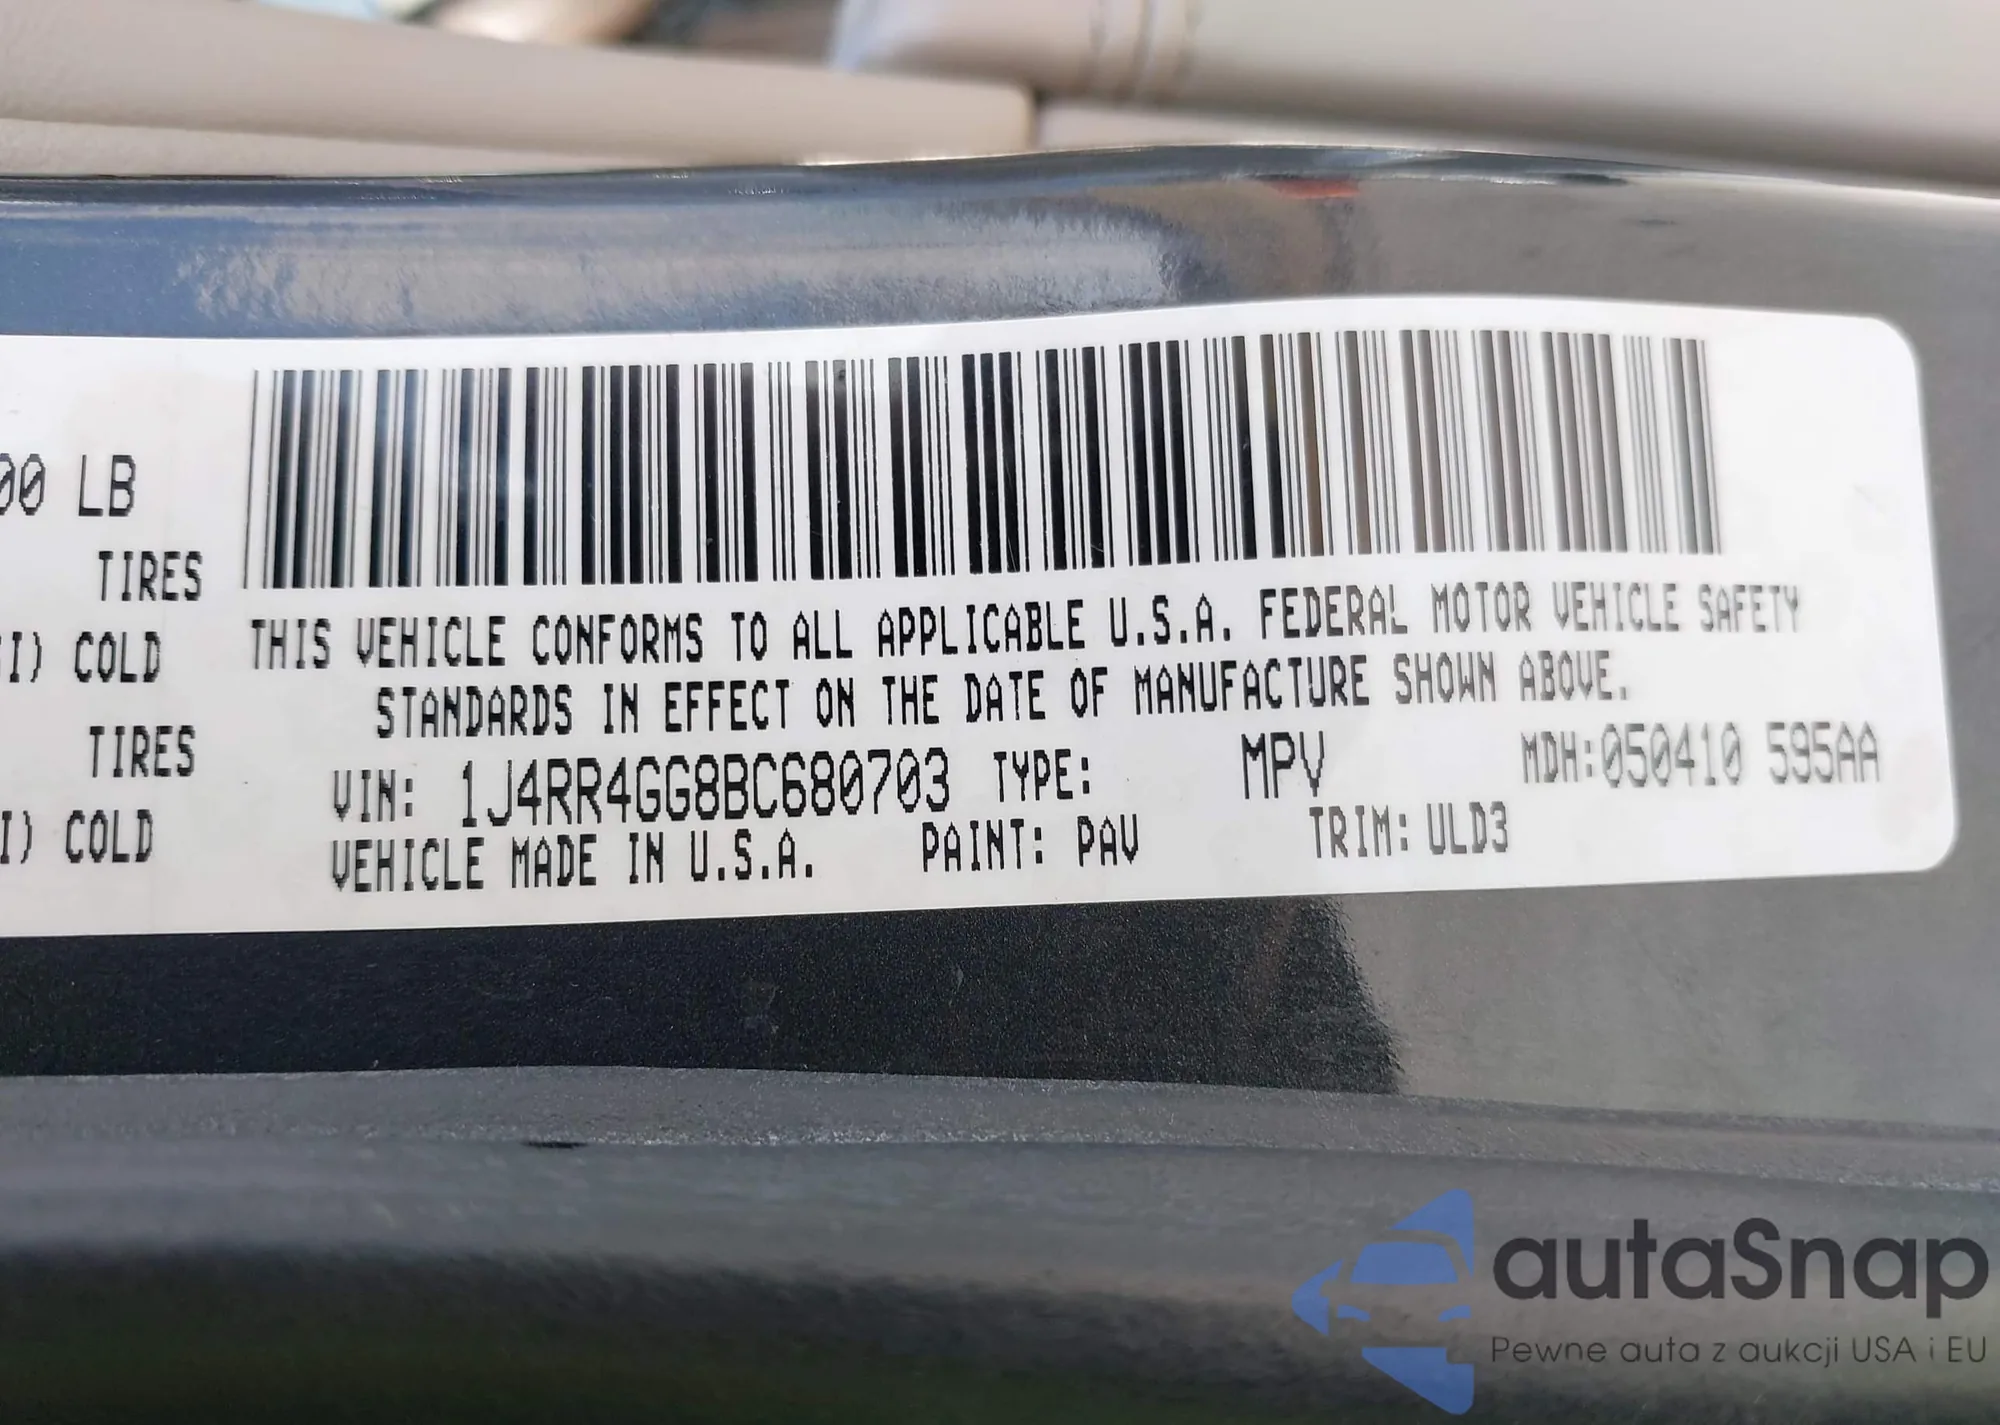 00 LB
TIRES
I) COLD
TIRES
I) COLD
THIS VEHICLE CONFORMS TO ALL APPLICABLE U.S.A. FEDERAL MOTOR VEHICLE SAFETY
STANDARDS IN EFFECT ON THE DATE OF MANUFACTURE SHOWN ABOVE.
VIN: 1J4RR4GG8BC680703 TYPE: MPV MDH:050410 595AA
VEHICLE MADE IN U.S.A. PAINT: PAV TRIM: ULD3
autaSnap
Pewne auta z aukcji USA i EU